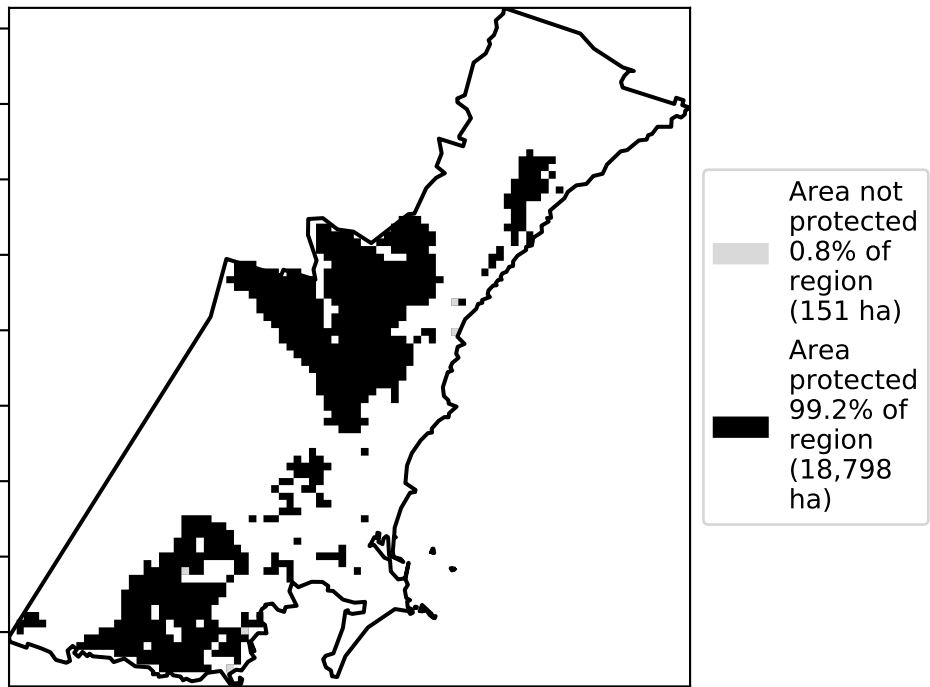 Area not
protected
0.8% of
region
(151 ha)
Area
protected
99.2% of
region
(18,798
ha)